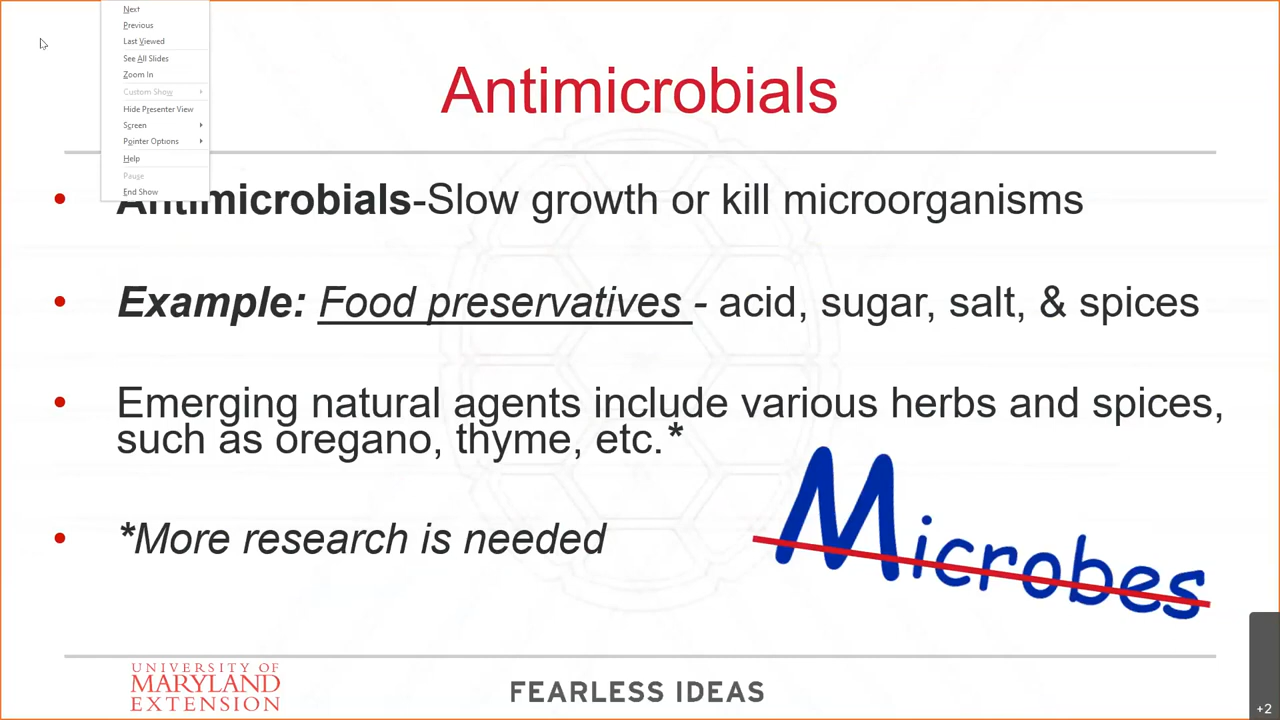 Next
Previous
Last Viewed
See All Slides
Zoom In
Custom Show
Hide Presenter View
Screen
Pointer Options
Help
Pause
End Show
Antimicrobials
• Antimicrobials-Slow growth or kill microorganisms
• Example: Food preservatives - acid, sugar, salt, & spices
• Emerging natural agents include various herbs and spices,
such as oregano, thyme, etc.*
• *More research is needed
Microbes
UNIVERSITY OF
MARYLAND
EXTENSION
FEARLESS IDEAS
+2